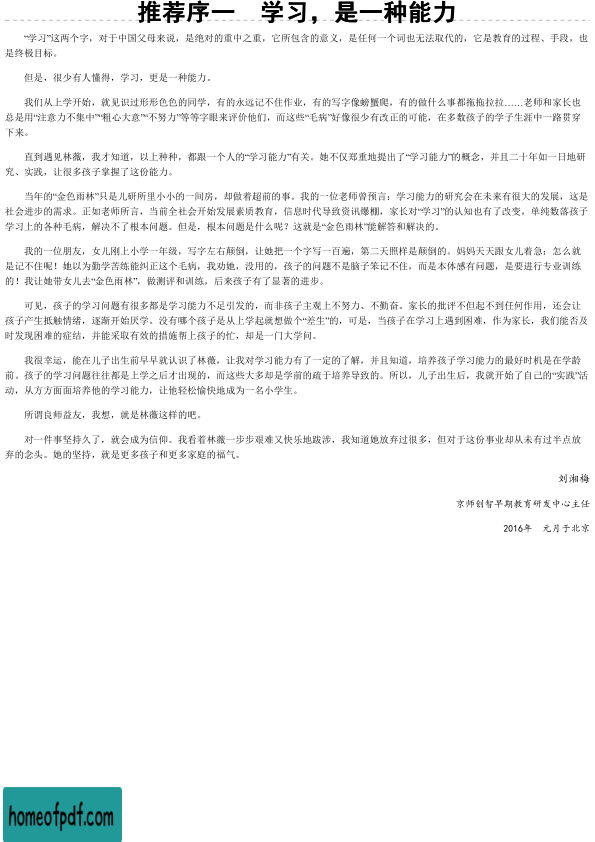 推荐序一　学习，是一种能力
“学习”这两个字，对于中国父母来说，是绝对的重中之重，它所包含的意义，是任何一个词也无法取代的，它是教育的过程、手段，也
是终极目标。
但是，很少有人懂得，学习，更是一种能力。
我们从上学开始，就见识过形形色色的同学，有的永远记不住作业，有的写字像螃蟹爬，有的做什么事都拖拖拉拉……老师和家长也
总是用“注意力不集中”“粗心大意”“不努力”等等字眼来评价他们，而这些“毛病”好像很少有改正的可能，在多数孩子的学子生涯中一路贯穿
下来。
直到遇见林薇，我才知道，以上种种，都跟一个人的“学习能力”有关。她不仅郑重地提出了“学习能力”的概念，并且二十年如一日地研
究、实践，让很多孩子掌握了这份能力。
当年的“金色雨林”只是儿研所里小小的一间房，却做着超前的事。我的一位老师曾预言：学习能力的研究会在未来有很大的发展，这是
社会进步的需求。正如老师所言，当前全社会开始发展素质教育，信息时代导致资讯爆棚，家长对“学习”的认知也有了改变，单纯数落孩子
学习上的各种毛病，解决不了根本问题。但是，根本问题是什么呢？这就是“金色雨林”能解答和解决的。
我的一位朋友，女儿刚上小学一年级，写字左右颠倒，让她把一个字写一百遍，第二天照样是颠倒的。妈妈天天跟女儿着急：怎么就
是记不住呢！她以为勤学苦练能纠正这个毛病，我劝她，没用的，孩子的问题不是脑子笨记不住，而是本体感有问题，是要进行专业训练
的！我让她带女儿去“金色雨林”，做测评和训练，后来孩子有了显著的进步。
可见，孩子的学习问题有很多都是学习能力不足引发的，而非孩子主观上不努力、不勤奋。家长的批评不但起不到任何作用，还会让
孩子产生抵触情绪，逐渐开始厌学。没有哪个孩子是从上学起就想做个“差生”的，可是，当孩子在学习上遇到困难，作为家长，我们能否及
时发现困难的症结，并能采取有效的措施帮上孩子的忙，却是一门大学问。
我很幸运，能在儿子出生前早早就认识了林薇，让我对学习能力有了一定的了解，并且知道，培养孩子学习能力的最好时机是在学龄
前。孩子的学习问题往往都是上学之后才出现的，而这些大多却是学前的疏于培养导致的。所以，儿子出生后，我就开始了自己的“实践”活
动，从方方面面培养他的学习能力，让他轻松愉快地成为一名小学生。
所谓良师益友，我想，就是林薇这样的吧。
对一件事坚持久了，就会成为信仰。我看着林薇一步步艰难又快乐地跋涉，我知道她放弃过很多，但对于这份事业却从未有过半点放
弃的念头。她的坚持，就是更多孩子和更多家庭的福气。
刘湘梅
京师创智早期教育研发中心主任
2016年　元月于北京
homeofpdf.com